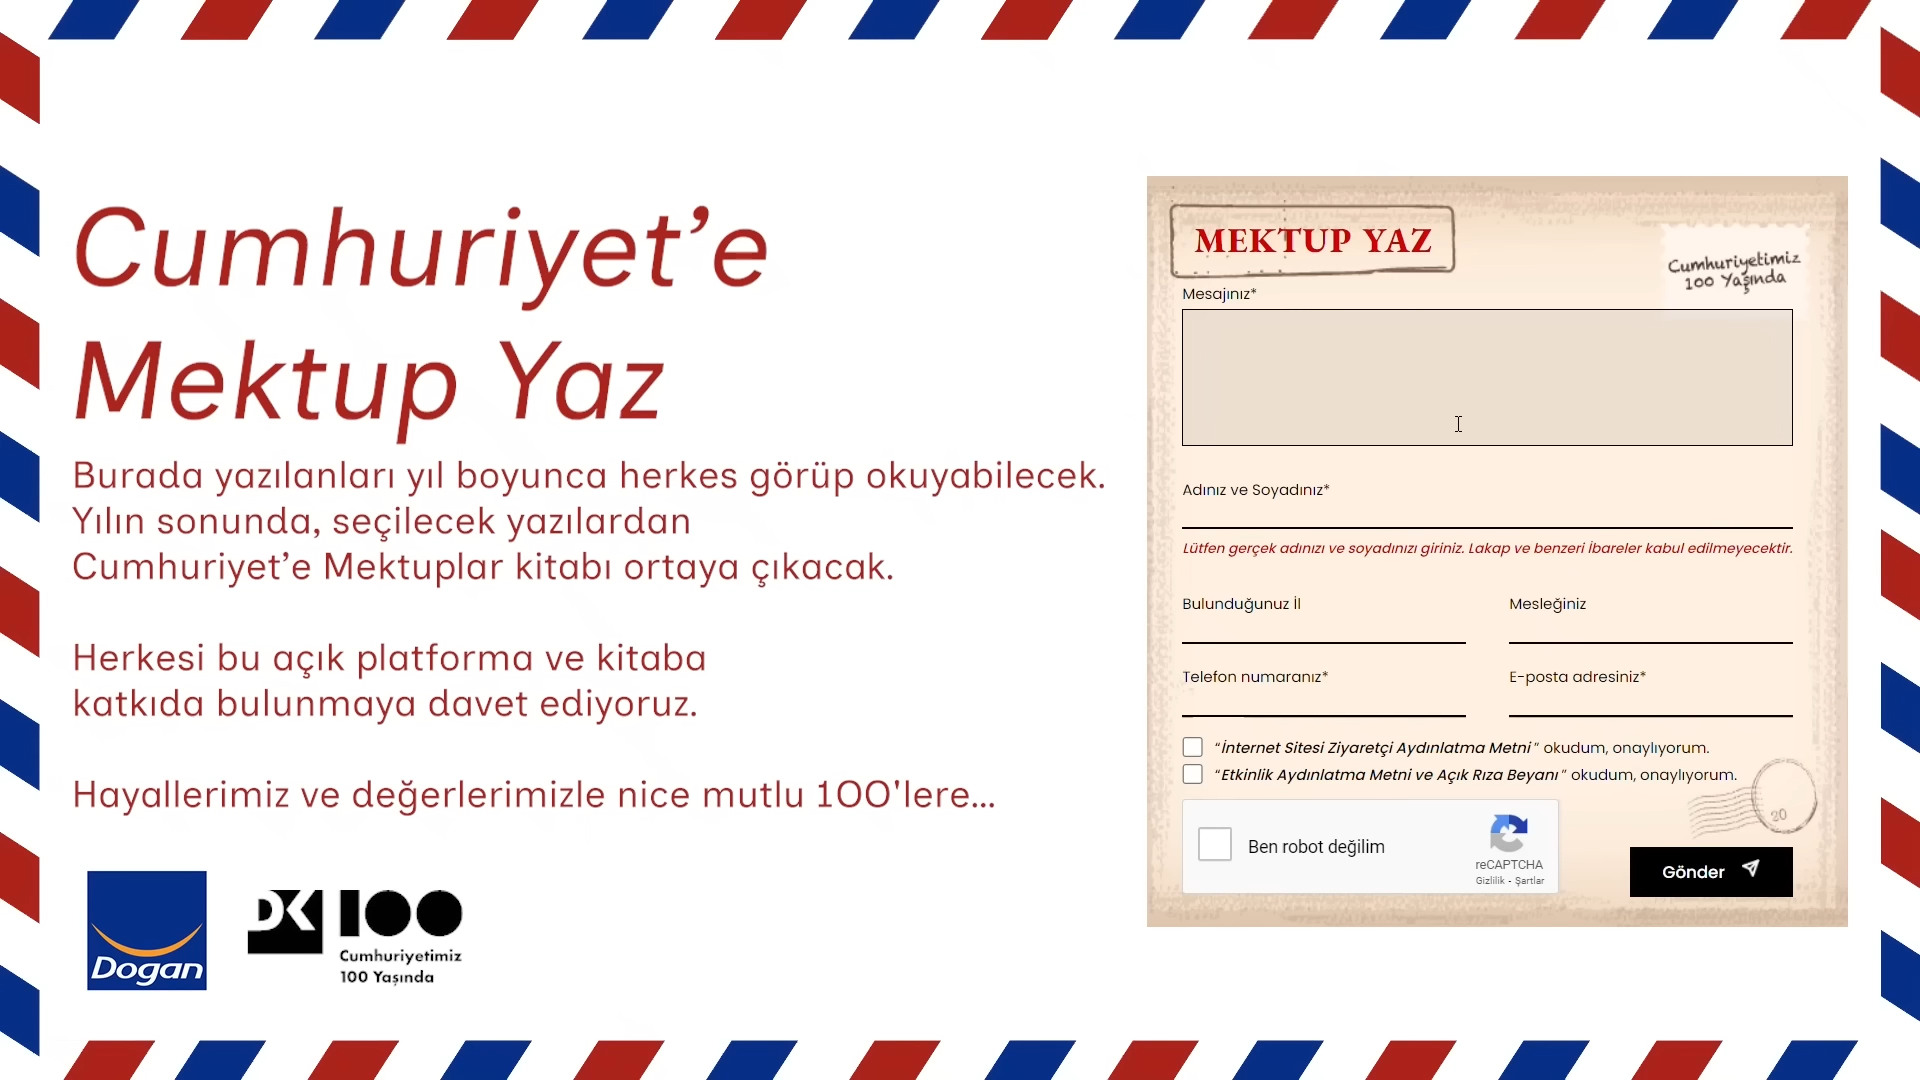 Cumhuriyet’e
Mektup Yaz
Burada yazılanları yıl boyunca herkes görüp okuyabilecek.
Yılın sonunda, seçilecek yazılardan
Cumhuriyet’e Mektuplar kitabı ortaya çıkacak.
Herkesi bu açık platforma ve kitaba
katkıda bulunmaya davet ediyoruz.
Hayallerimiz ve değerlerimizle nice mutlu 100'lere...
Dogan
DK 100
Cumhuriyetimiz
100 Yaşında
MEKTUP YAZ
Cumhuriyetimiz
100 Yaşında
Mesajınız*
Adınız ve Soyadınız*
Lütfen gerçek adınızı ve soyadınızı giriniz. Lakap ve benzeri İbareler kabul edilmeyecektir.
Bulunduğunuz İl
Mesleğiniz
Telefon numaranız*
E-posta adresiniz*
“İnternet Sitesi Ziyaretçi Aydınlatma Metni” okudum, onaylıyorum.
“Etkinlik Aydınlatma Metni ve Açık Rıza Beyanı” okudum, onaylıyorum.
20
Ben robot değilim
reCAPTCHA
Gizlilik - Şartlar
Gönder